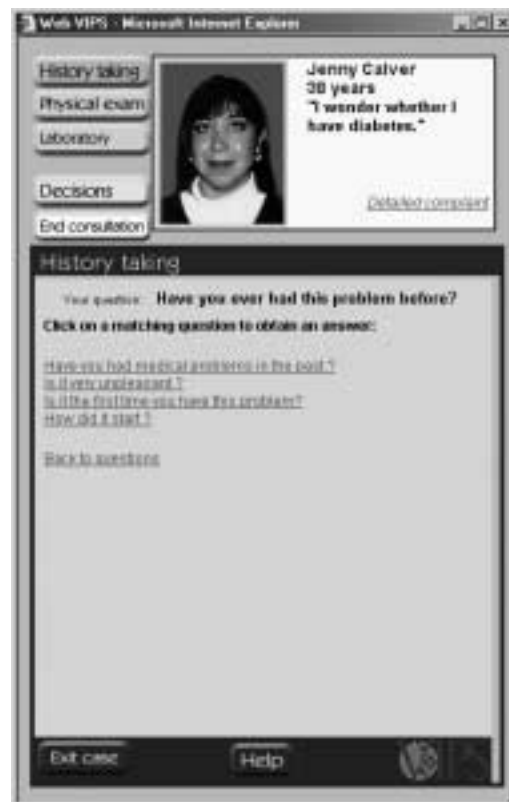 Web VIPS - Microsoft Internet Explorer
History taking
Physical exam
Laboratory
Decisions
End consultation
Jenny Calver
38 years
"I wonder whether I
have diabetes."
Detailed complaint
History taking
Your question: Have you ever had this problem before?
Click on a matching question to obtain an answer:
Have you had medical problems in the past ?
Is it very unpleasant ?
Is it the first time you have this problem?
How did it start ?
Back to questions
Exit case
Help